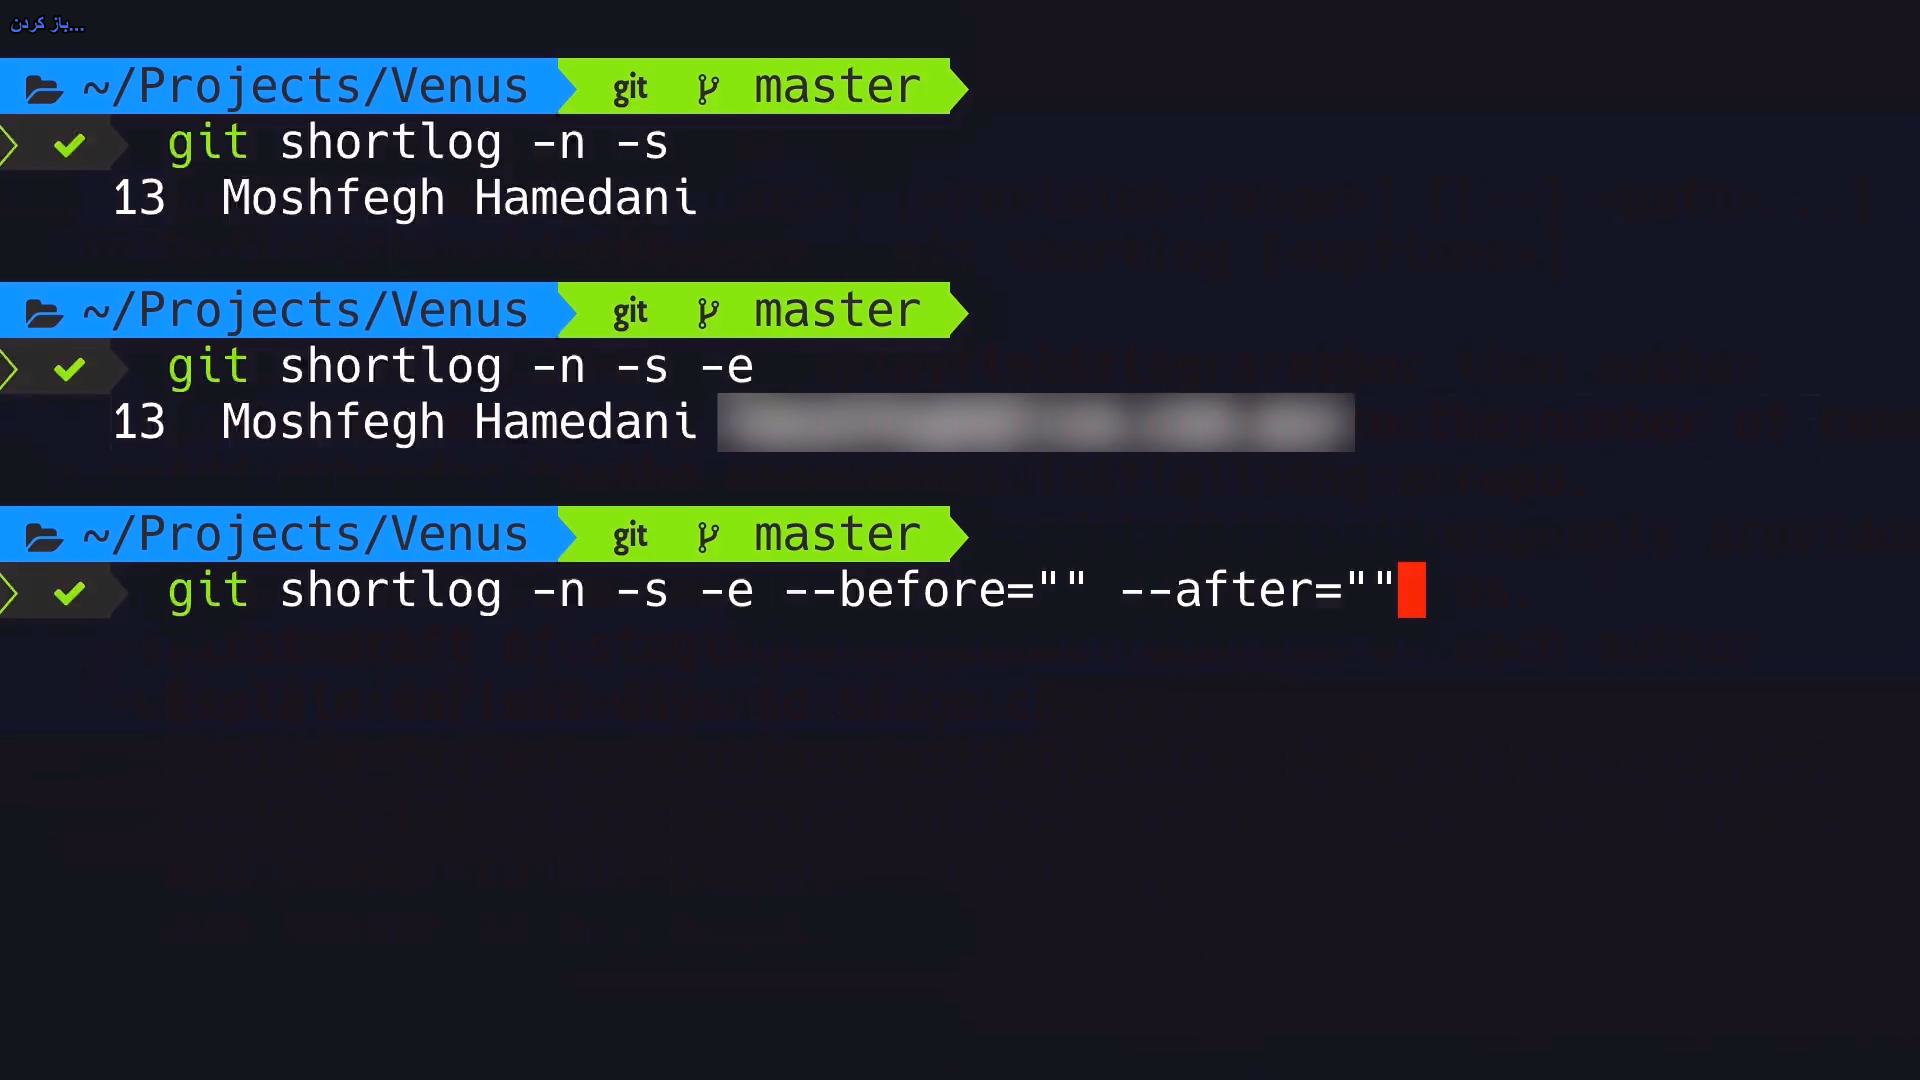 باز کردن...
~/Projects/Venus git master
git shortlog -n -s
13 Moshfegh Hamedani
~/Projects/Venus git master
git shortlog -n -s -e
13 Moshfegh Hamedani
~/Projects/Venus git master
git shortlog -n -s -e --before="" --after=""